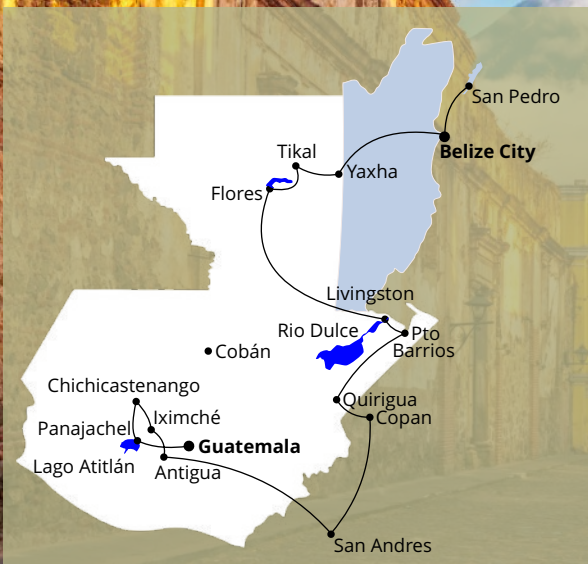 San Pedro
Belize City
Tikal
Yaxha
Flores
Livingston
Rio Dulce
Pto
Barrios
Cobán
Chichicastenango
Quirigua
Iximché
Copan
Panajachel
Guatemala
Lago Atitlán
Antigua
San Andres